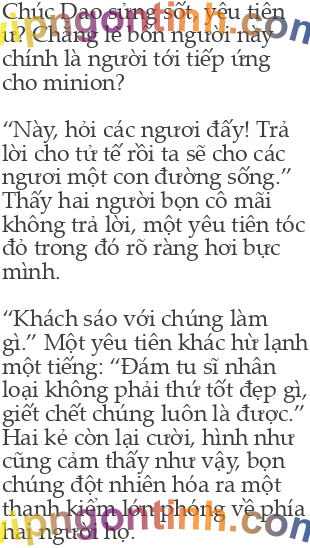 Chúc Dao sửng sốt, yêu tiên
ư? Chẳng lẽ bốn người này
chính là người tới tiếp ứng
cho minion?
“Này, hỏi các ngươi đấy! Trả
lời cho tử tế rồi ta sẽ cho các
ngươi một con đường sống.”
Thấy hai người bọn cô mãi
không trả lời, một yêu tiên tóc
đỏ trong đó rõ ràng hơi bực
mình.
“Khách sáo với chúng làm
gì.” Một yêu tiên khác hừ lạnh
một tiếng: “Đám tu sĩ nhân
loại không phải thứ tốt đẹp gì,
giết chết chúng luôn là được.”
Hai kẻ còn lại cười, hình như
cũng cảm thấy như vậy, bọn
chúng đột nhiên hóa ra một
thanh kiếm lớn phóng về phía
hai người họ.
vipngontinh.com
vipngontinh.com